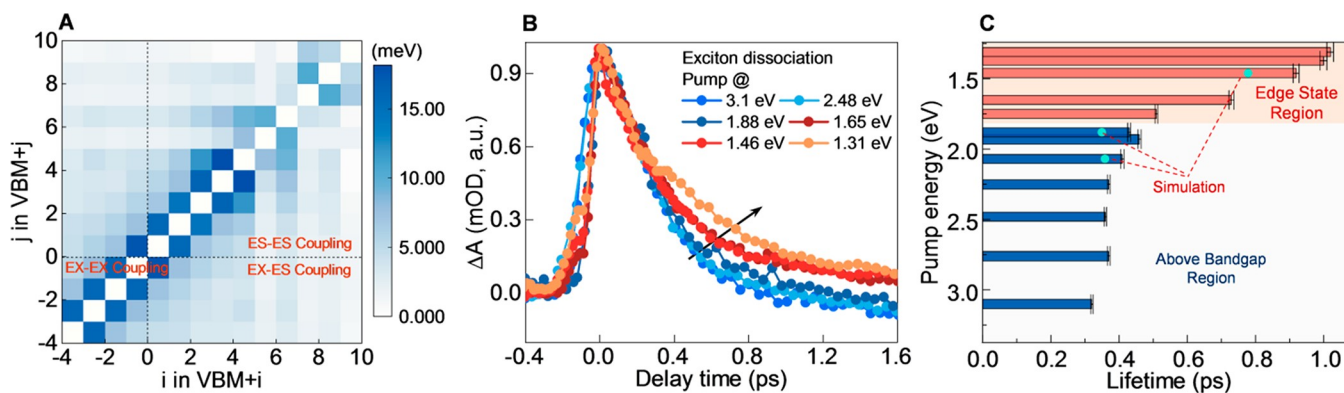 A
(meV)
10
8
6
4
2
0
-2
-4
j in VBM+j
ES-ES Coupling
EX-EX Coupling
EX-ES Coupling
-4 -2 0 2 4 6 8 10
i in VBM+i
15.00
10.00
5.000
0.000
B
0.9
0.6
0.3
0.0
ΔA (mOD, a.u.)
Exciton dissociation
Pump @
3.1 eV 2.48 eV
1.88 eV 1.65 eV
1.46 eV 1.31 eV
-0.4 0.0 0.4 0.8 1.2 1.6
Delay time (ps)
C
1.5
2.0
2.5
3.0
Pump energy (eV)
Edge State
Region
Simulation
Above Bandgap
Region
0.0 0.2 0.4 0.6 0.8 1.0
Lifetime (ps)